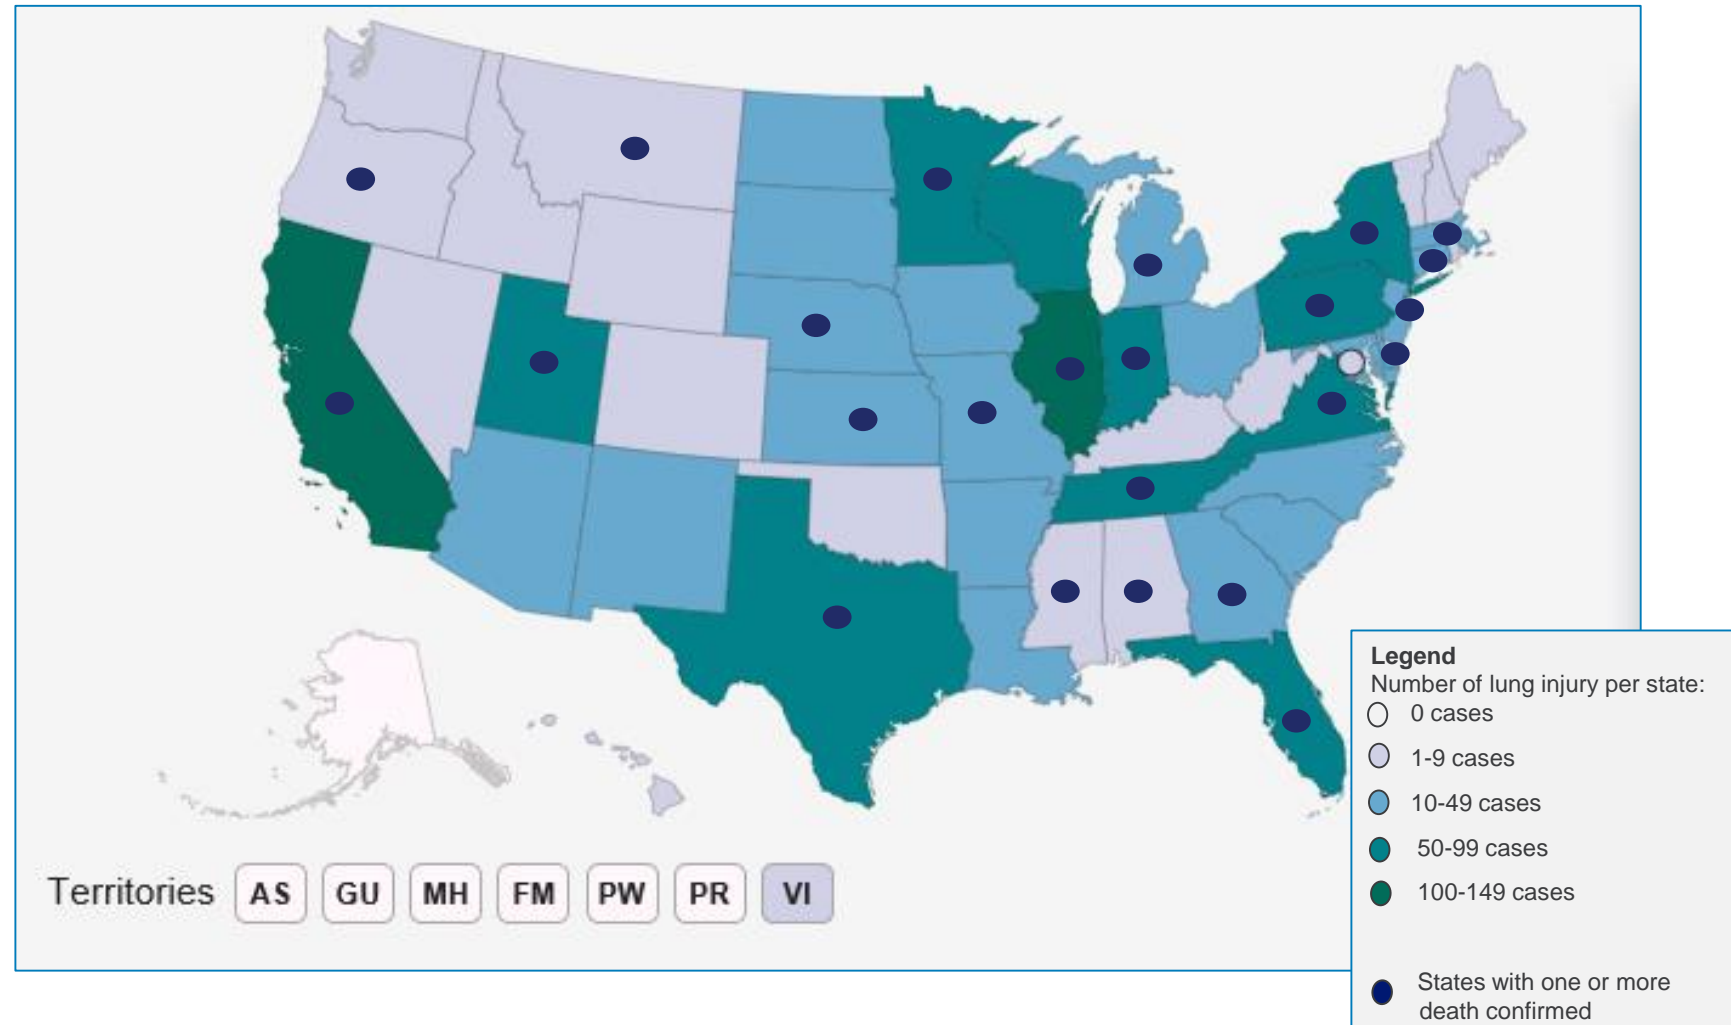 Territories AS GU MH FM PW PR VI
Legend
Number of lung injury per state:
0 cases
1-9 cases
10-49 cases
50-99 cases
100-149 cases
States with one or more
death confirmed